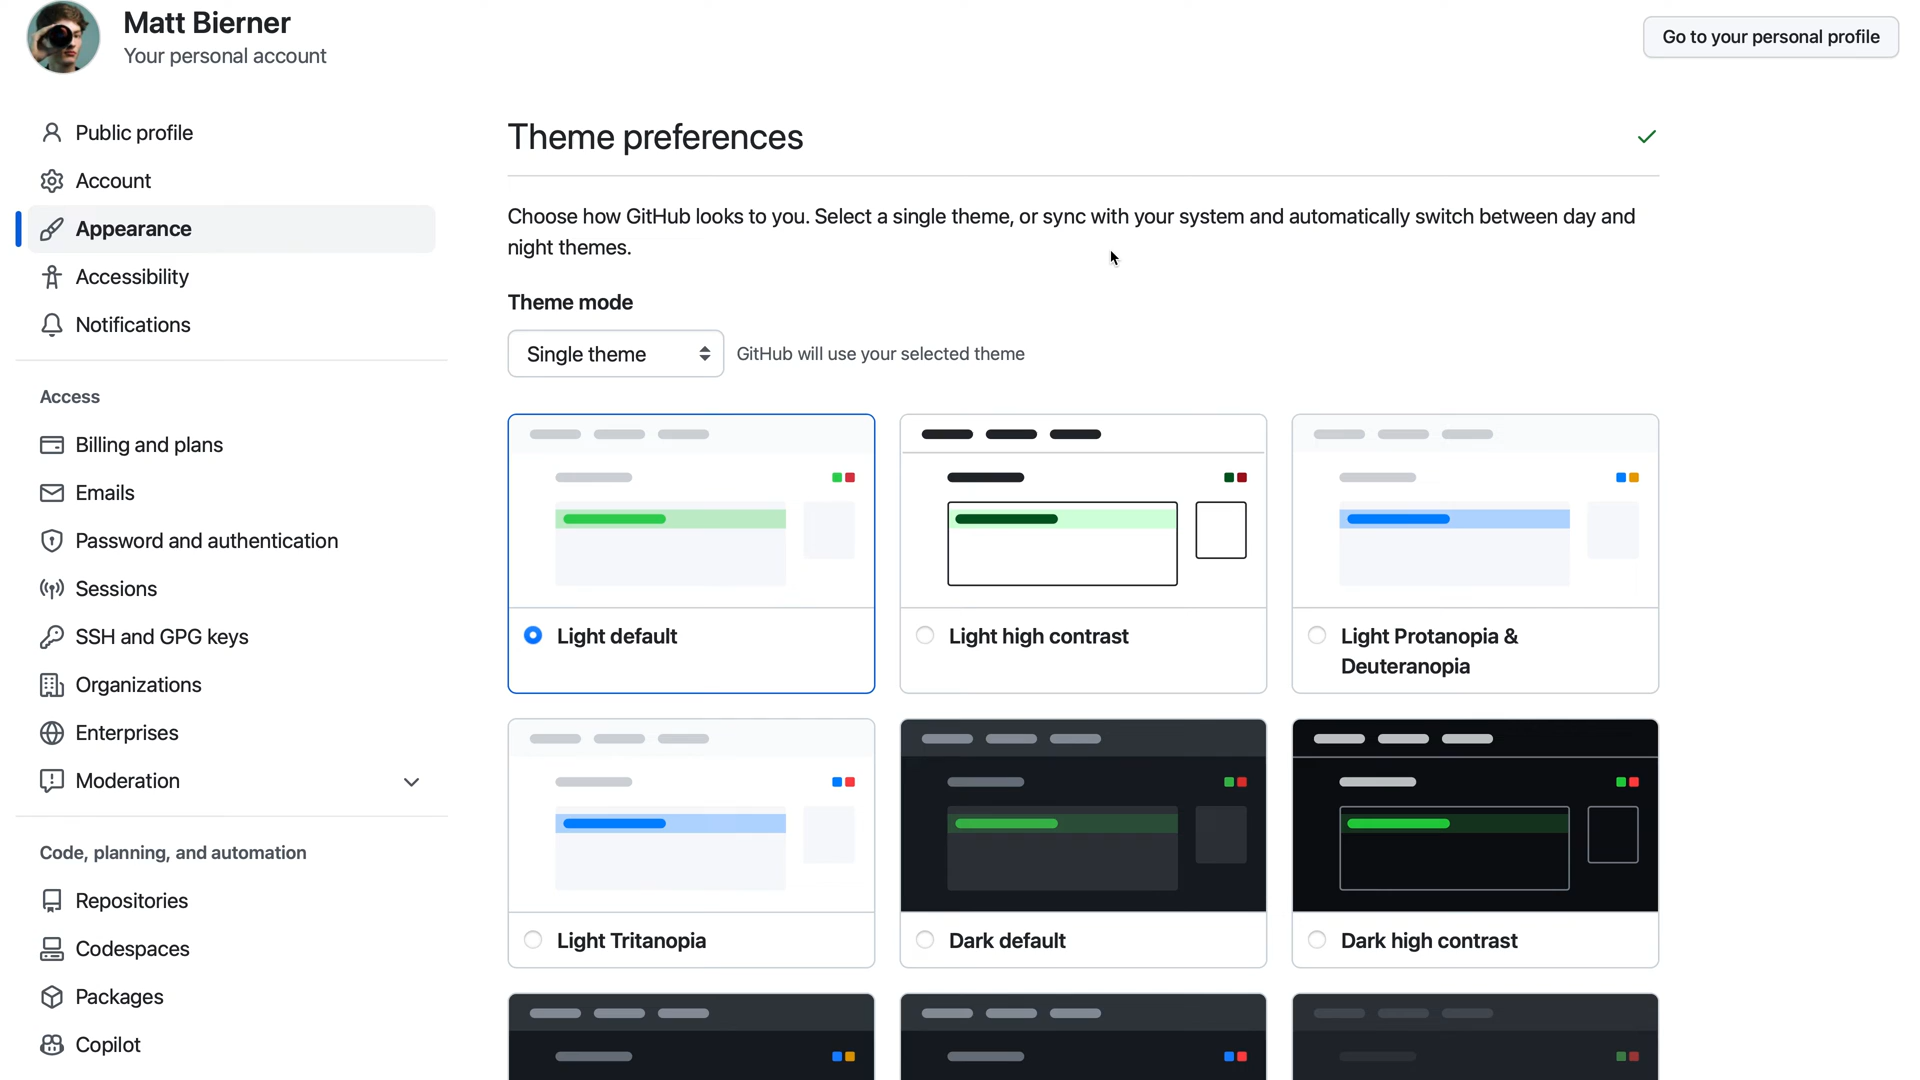 Matt Bierner
Your personal account
Go to your personal profile
Public profile
Account
Appearance
Accessibility
Notifications
Access
Billing and plans
Emails
Password and authentication
Sessions
SSH and GPG keys
Organizations
Enterprises
Moderation
Code, planning, and automation
Repositories
Codespaces
Packages
Copilot
Theme preferences
Choose how GitHub looks to you. Select a single theme, or sync with your system and automatically switch between day and
night themes.
Theme mode
Single theme
GitHub will use your selected theme
Light default
Light high contrast
Light Protanopia &
Deuteranopia
Light Tritanopia
Dark default
Dark high contrast